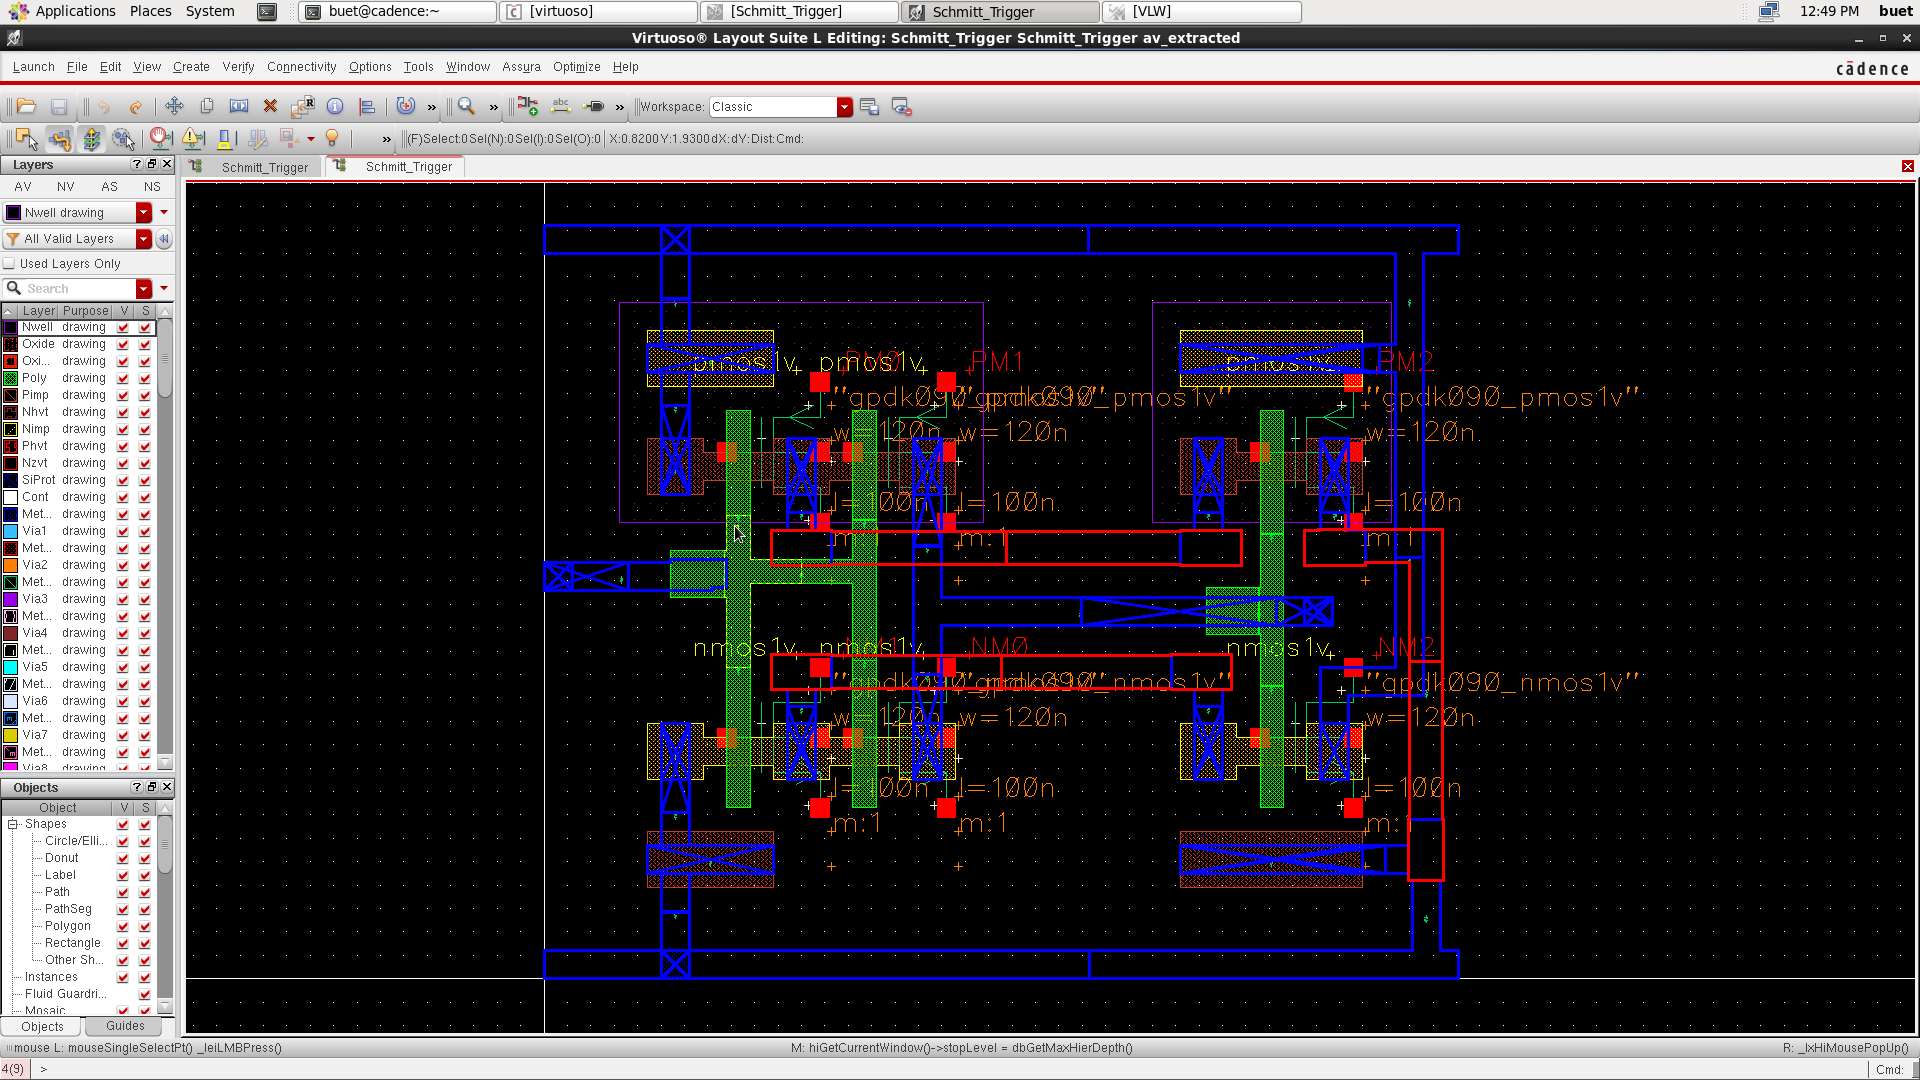 Applications Places System buet@cadence:~ [virtuoso] [Schmitt_Trigger] Schmitt_Trigger [VLW] 12:49 PM buet
Virtuoso® Layout Suite L Editing: Schmitt_Trigger Schmitt_Trigger av_extracted
Launch File Edit View Create Verify Connectivity Options Tools Window Assura Optimize Help cādence
Workspace: Classic
(F)Select:0 Sel(N):0 Sel(I):0 Sel(O):0 X:0.8200 Y:1.9300 dX: dY: Dist: Cmd:
Layers
Schmitt_Trigger Schmitt_Trigger
AV NV AS NS
Nwell drawing
All Valid Layers
Used Layers Only
Search
Layer Purpose V S
Nwell drawing
Oxide drawing
Oxi... drawing
Poly drawing
Pimp drawing
Nhvt drawing
Nimp drawing
Phvt drawing
Nzvt drawing
SiProt drawing
Cont drawing
Met... drawing
Via1 drawing
Met... drawing
Via2 drawing
Met... drawing
Via3 drawing
Met... drawing
Via4 drawing
Met... drawing
Via5 drawing
Met... drawing
Via6 drawing
Met... drawing
Via7 drawing
Met... drawing
Via8 drawing
Objects
Object V S
Shapes
Circle/Elli...
Donut
Label
Path
PathSeg
Polygon
Rectangle
Other Sh...
Instances
Fluid Guardri...
Mosaic
Objects Guides
pmos1v pmos1v PM1 pmos1v PM2
"gpdk090_pmos1v" "gpdk090_pmos1v"
w=120n w=120n w=120n
l=100n l=100n l=100n
m:1 m:1
nmos1v nmos1v NM0 nmos1v NM2
"gpdk090_nmos1v" "gpdk090_nmos1v"
w=120n w=120n w=120n
l=100n l=100n l=100n
m:1 m:1 m:1
mouse L: mouseSingleSelectPt() _leiLMBPress() M: hiGetCurrentWindow()->stopLevel = dbGetMaxHierDepth() R: _lxHiMousePopUp()
4(9) > Cmd: